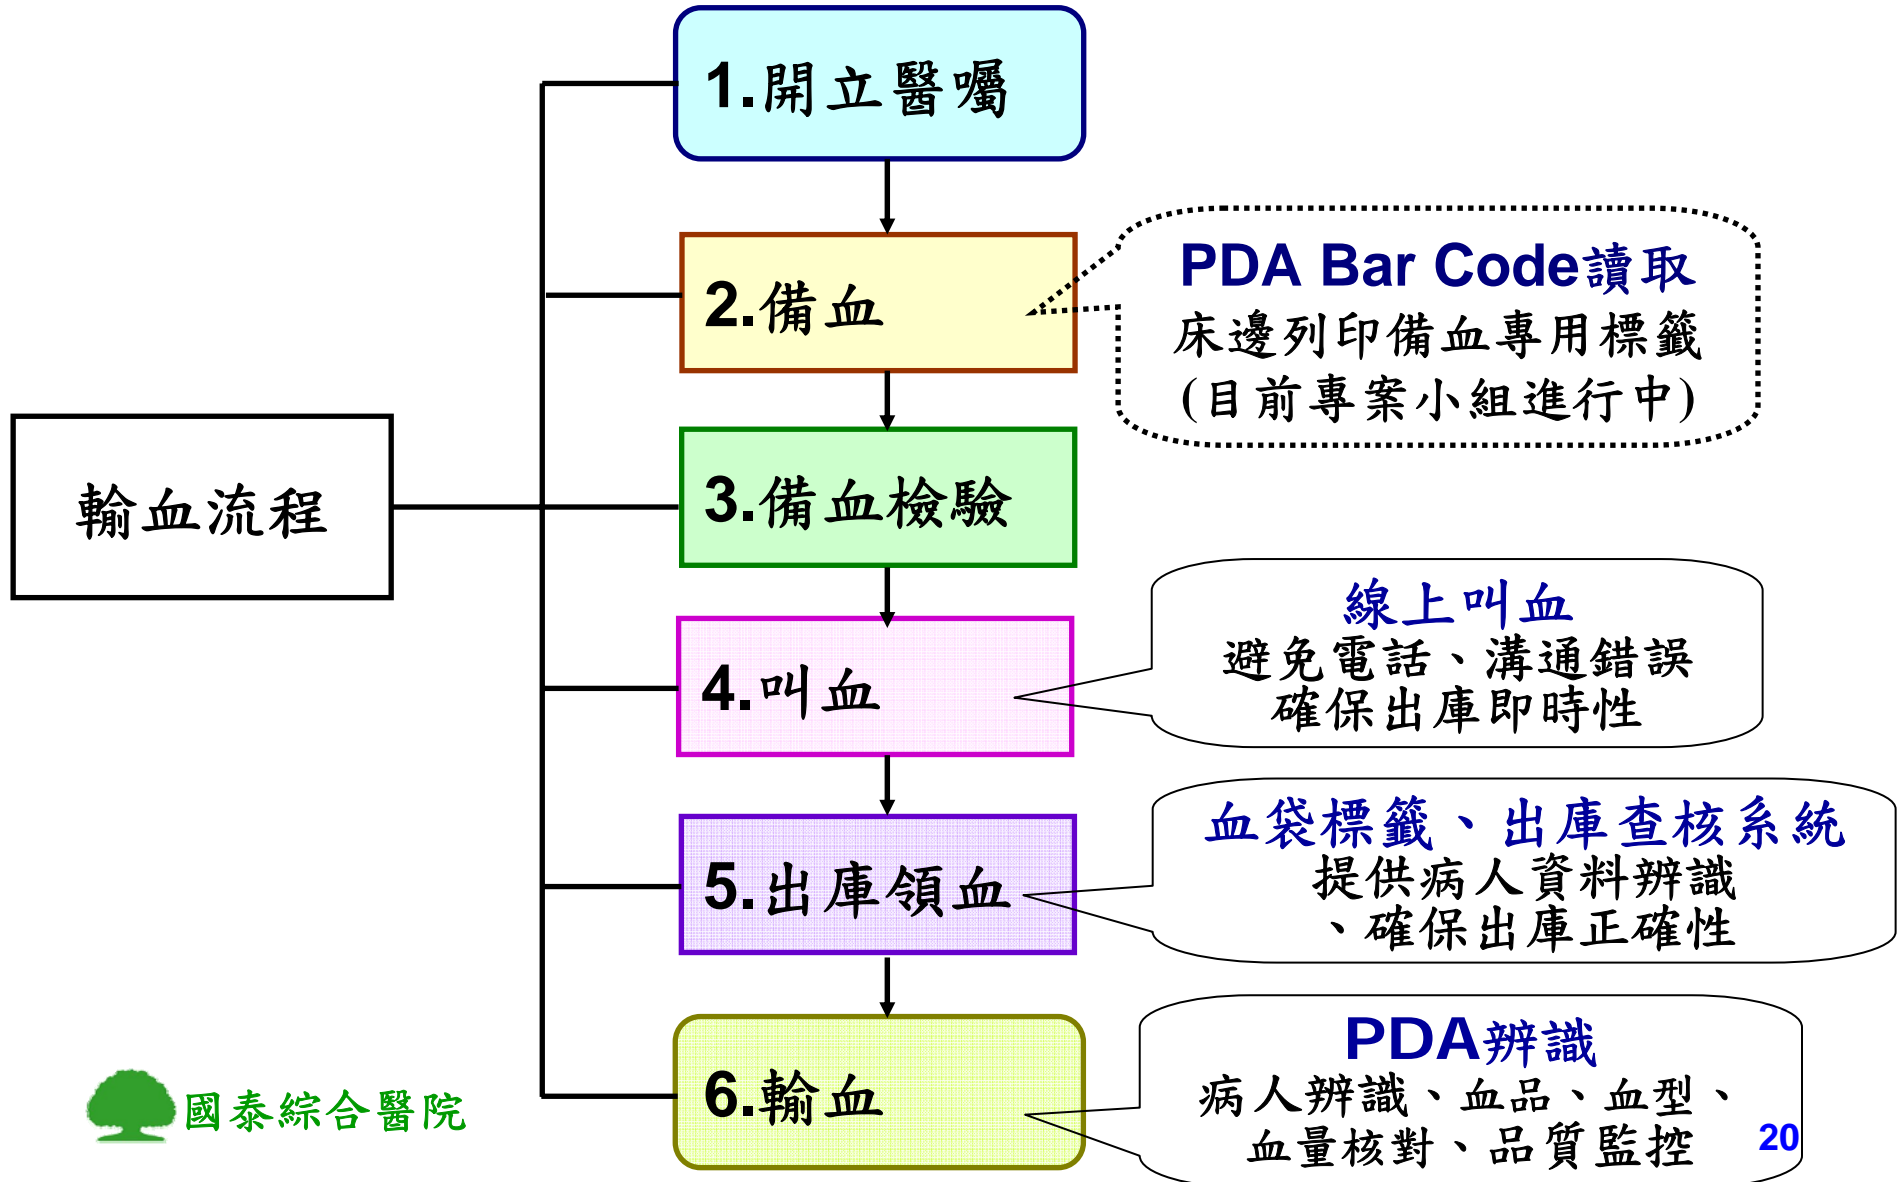 1.開立醫囑
2.備血
PDA Bar Code讀取
床邊列印備血專用標籤
(目前專案小組進行中)
輸血流程
3.備血檢驗
4.叫血
線上叫血
避免電話、溝通錯誤
確保出庫即時性
5.出庫領血
血袋標籤、出庫查核系統
提供病人資料辨識
、確保出庫正確性
6.輸血
PDA辨識
病人辨識、血品、血型、
血量核對、品質監控
國泰綜合醫院
20